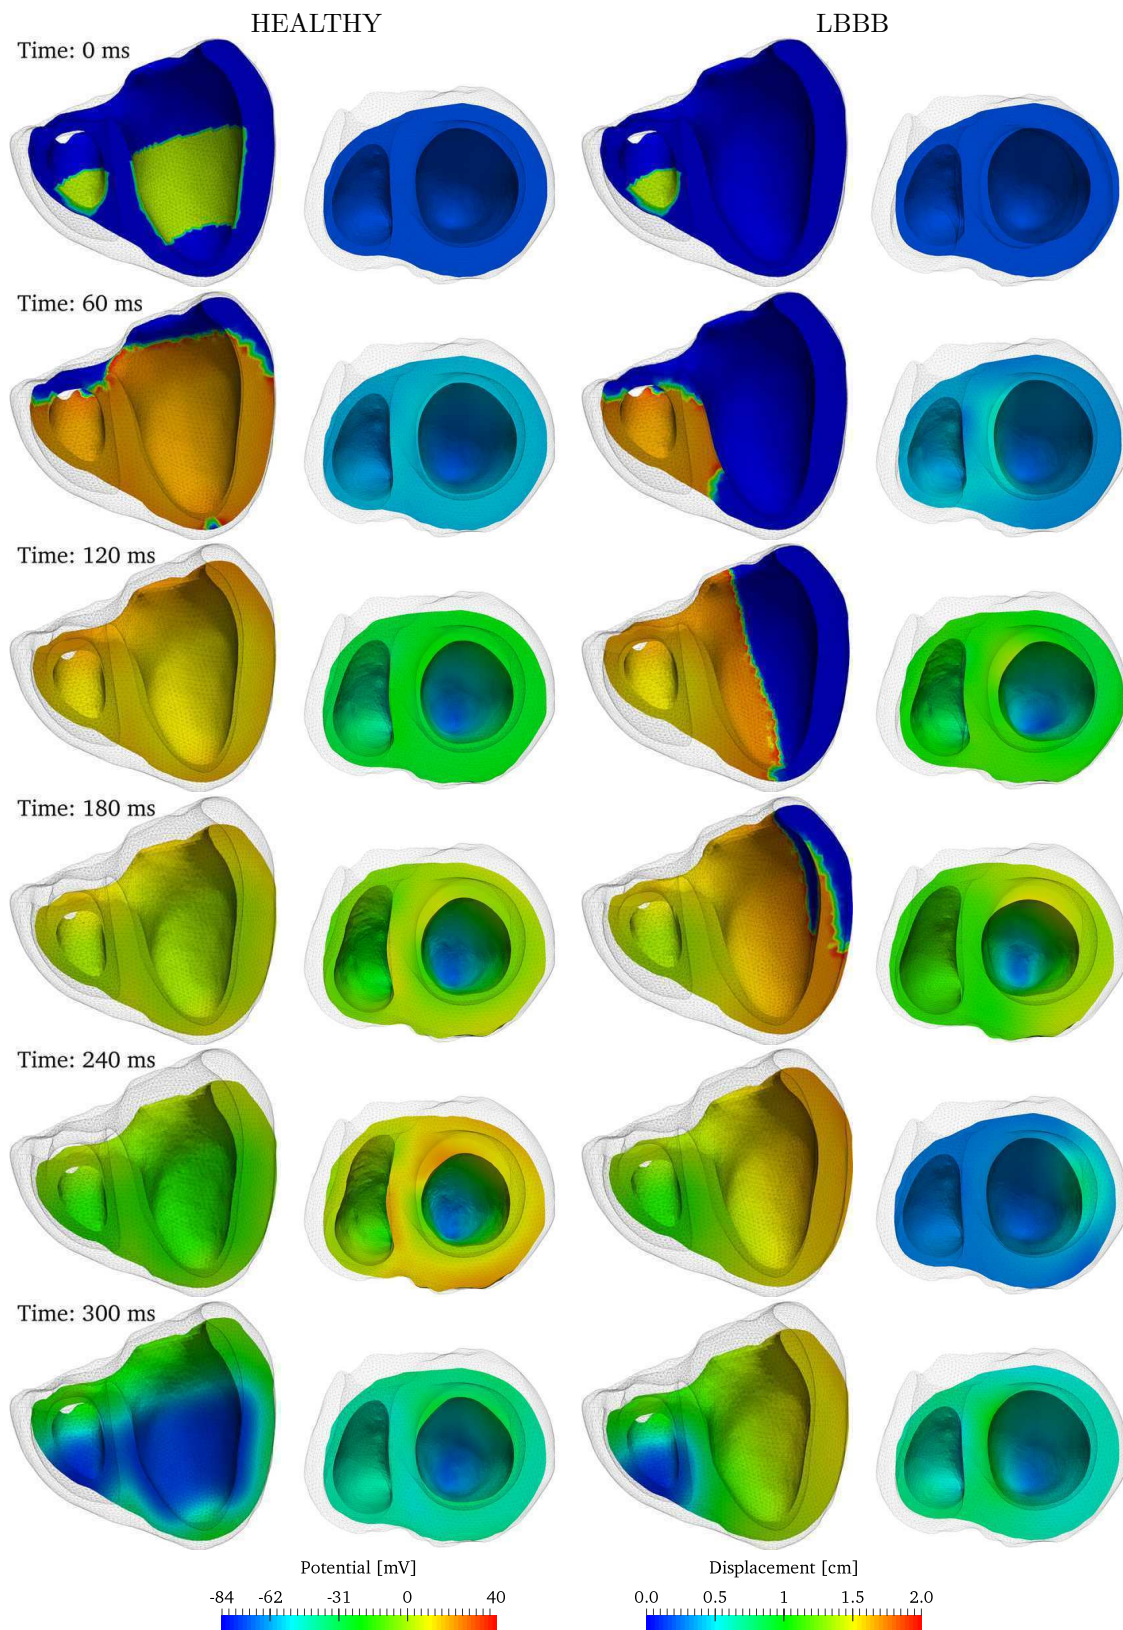 HEALTHY LBBB
Time: 0 ms
Time: 60 ms
Time: 120 ms
Time: 180 ms
Time: 240 ms
Time: 300 ms
Potential [mV] Displacement [cm]
-84 -62 -31 0 40 0.0 0.5 1 1.5 2.0